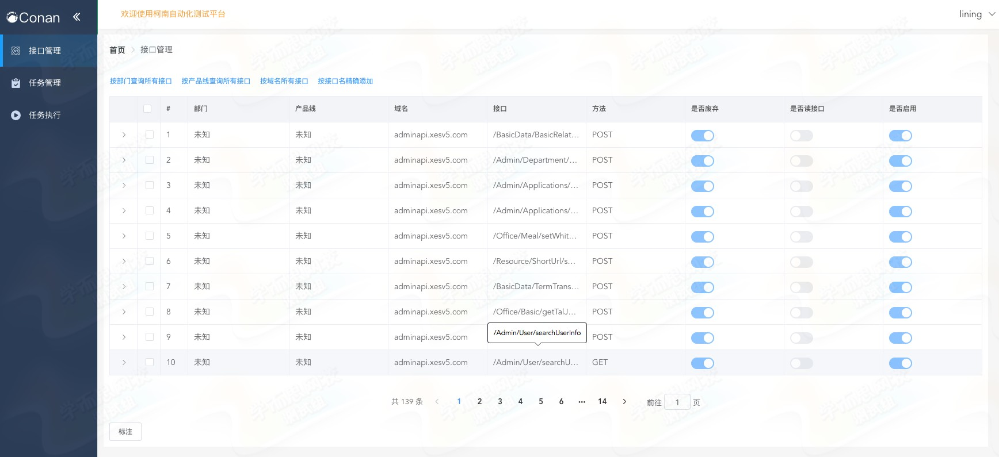 Conan
欢迎使用柯南自动化测试平台
lining
接口管理
任务管理
任务执行
首页 > 接口管理
按部门查询所有接口 按产品线查询所有接口 按域名所有接口 按接口名精确添加
# 部门 产品线 域名 接口 方法 是否废弃 是否读接口 是否启用
1 未知 未知 adminapi.xesv5.com /BasicData/BasicRelat... POST
2 未知 未知 adminapi.xesv5.com /Admin/Department/... POST
3 未知 未知 adminapi.xesv5.com /Admin/Applications/... POST
4 未知 未知 adminapi.xesv5.com /Admin/Applications/... POST
5 未知 未知 adminapi.xesv5.com /Office/Meal/setWhit... POST
6 未知 未知 adminapi.xesv5.com /Resource/ShortUrl/s... POST
7 未知 未知 adminapi.xesv5.com /BasicData/TermTrans... POST
8 未知 未知 adminapi.xesv5.com /Office/Basic/getTalJ... POST
/Admin/User/searchUserInfo
9 未知 未知 adminapi.xesv5.com POST
10 未知 未知 adminapi.xesv5.com /Admin/User/searchU... GET
共 139 条 < 1 2 3 4 5 6 ... 14 > 前往 1 页
标注